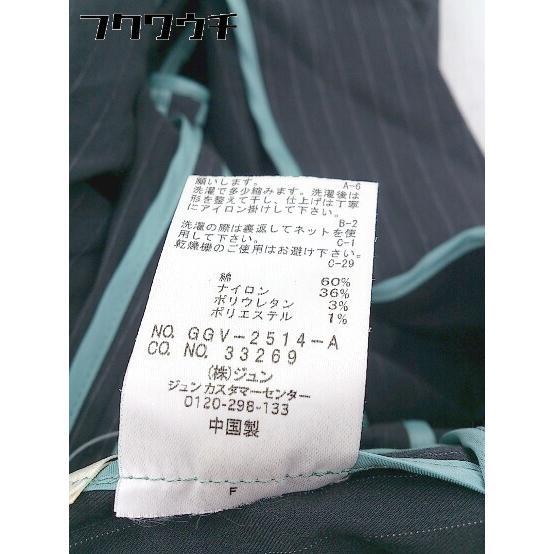 フクワウチ
願いします。 A-6
洗濯で多少縮みます。洗濯後は
形を整えて干し、仕上げは丁寧
にアイロン掛けして下さい。
B-2
洗濯の際は裏返してネットを使
用して下さい。 C-1
乾燥機のご使用はお避け下さい。
C-29
綿 60%
ナイロン 36%
ポリウレタン 3%
ポリエステル 1%
NO. GGV-2514-A
CO. NO. 33269
(株)ジュン
ジュンカスタマーセンター
0120-298-133
中国製
F